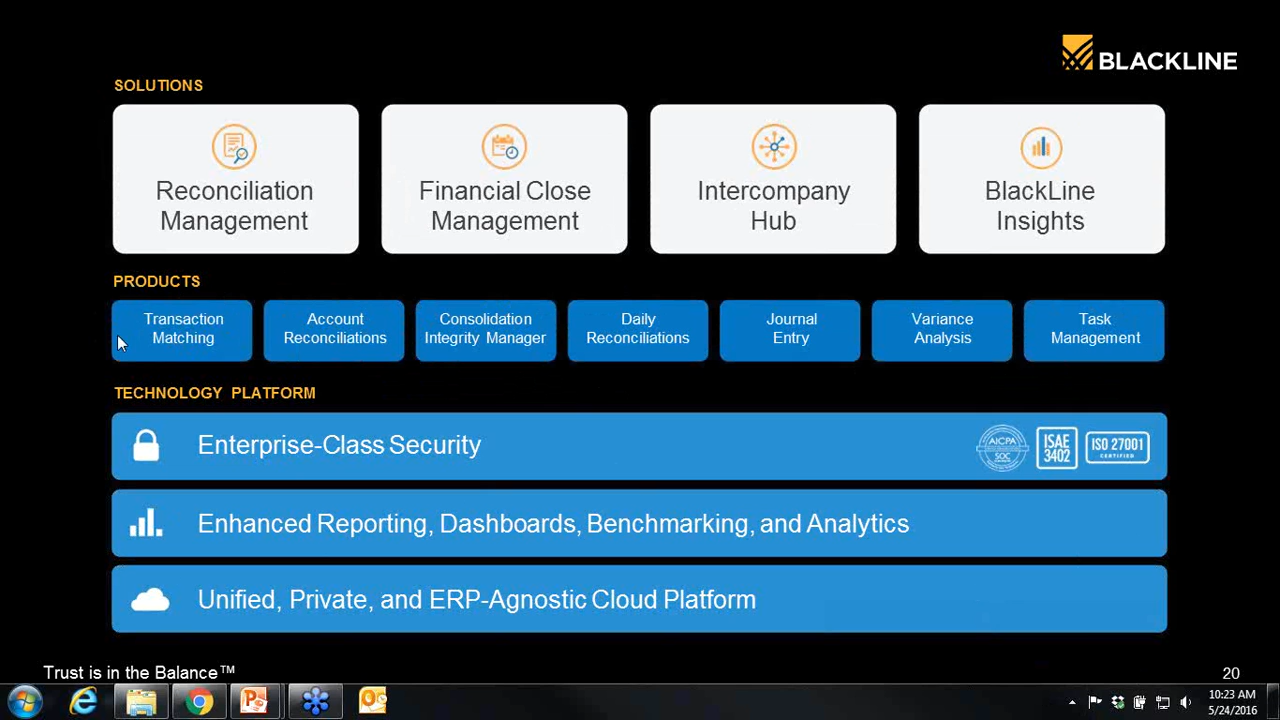 BLACKLINE
SOLUTIONS
Reconciliation
Management
Financial Close
Management
Intercompany
Hub
BlackLine
Insights
PRODUCTS
Transaction
Matching
Account
Reconciliations
Consolidation
Integrity Manager
Daily
Reconciliations
Journal
Entry
Variance
Analysis
Task
Management
TECHNOLOGY PLATFORM
Enterprise-Class Security
AICPA
SOC
ISAE
3402
ISO 27001
CERTIFIED
Enhanced Reporting, Dashboards, Benchmarking, and Analytics
Unified, Private, and ERP-Agnostic Cloud Platform
Trust is in the Balance™
20
10:23 AM
5/24/2016